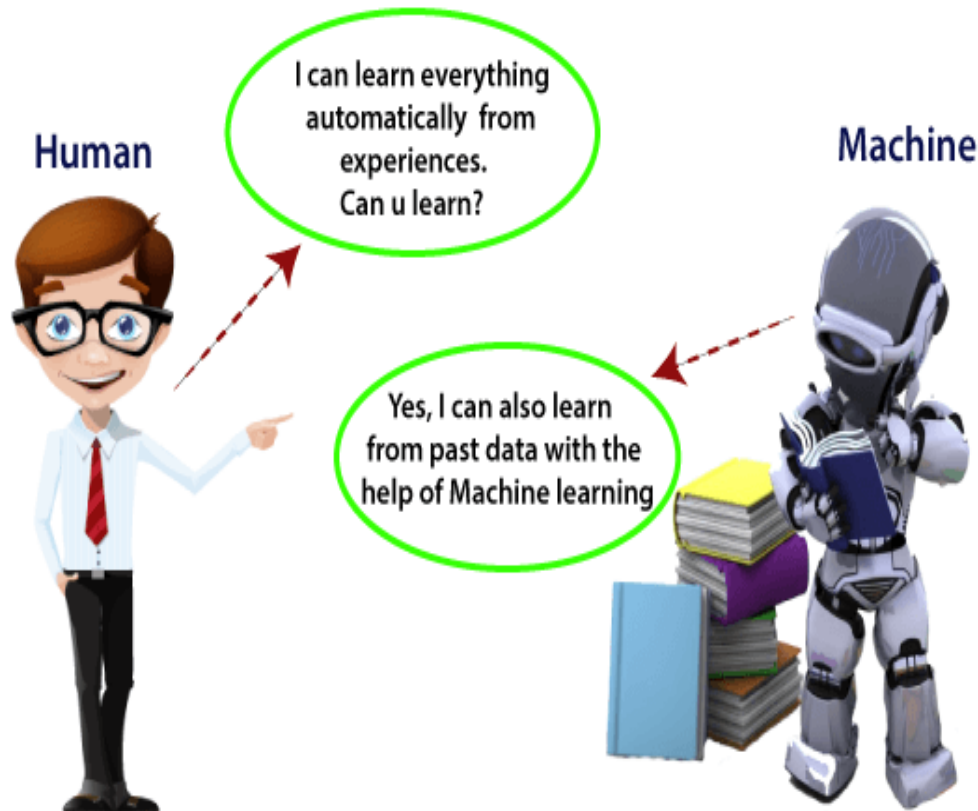 Human
I can learn everything
automatically from
experiences.
Can u learn?
Machine
Yes, I can also learn
from past data with the
help of Machine learning